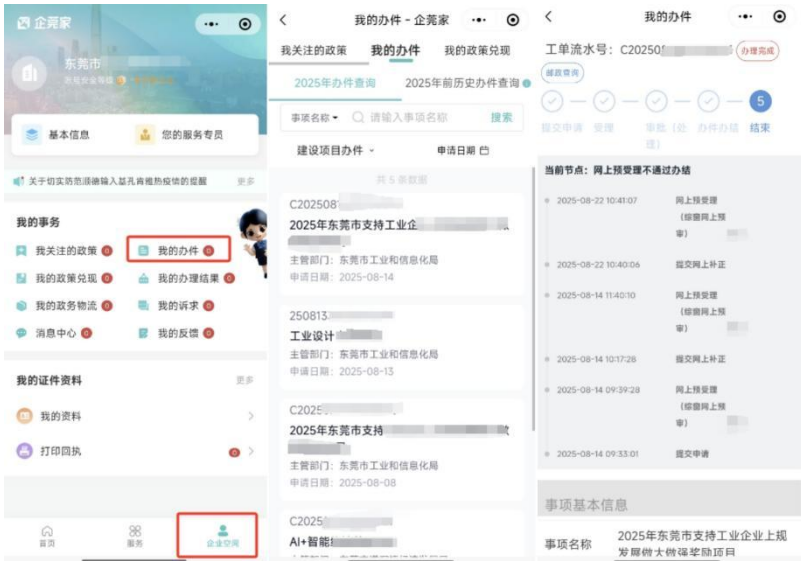 企莞家
东莞市
基本信息
您的服务专员
关于切实防范须德输入基孔肯雅热疫情的提醒 更多
我的事务
我关注的政策 0
我的办件 0
我的政策兑现 0
我的办理结果 0
我的政务物流 0
我的诉求 0
消息中心 0
我的反馈 0
我的证件资料 更多
我的资料
打印回执 0
首页
服务
企业空间
我的办件 - 企莞家
我关注的政策 我的办件 我的政策兑现
2025年办件查询 2025年前历史办件查询
事项名称 请输入事项名称 搜索
建设项目办件 申请日期
共 5 条数据
C2025081
2025年东莞市支持工业企
主管部门：东莞市工业和信息化局
申请日期：2025-08-14
250813
工业设计
主管部门：东莞市工业和信息化局
申请日期：2025-08-13
C2025
2025年东莞市支持
主管部门：东莞市工业和信息化局
申请日期：2025-08-08
C2025
AI+智能
我的办件
工单流水号：C20250 办理完成
邮政查询
5
提交申请 受理 审批（处理） 办件办结 结束
当前节点：网上预受理不通过办结
2025-08-22 10:41:07 网上预受理
（综窗网上预
审）
2025-08-22 10:40:06 提交网上补正
2025-08-14 11:40:10 网上预受理
（综窗网上预
审）
2025-08-14 10:17:28 提交网上补正
2025-08-14 09:39:28 网上预受理
（综窗网上预
审）
2025-08-14 09:33:01 提交申请
事项基本信息
事项名称 2025年东莞市支持工业企业上规
发展做大做强奖励项目